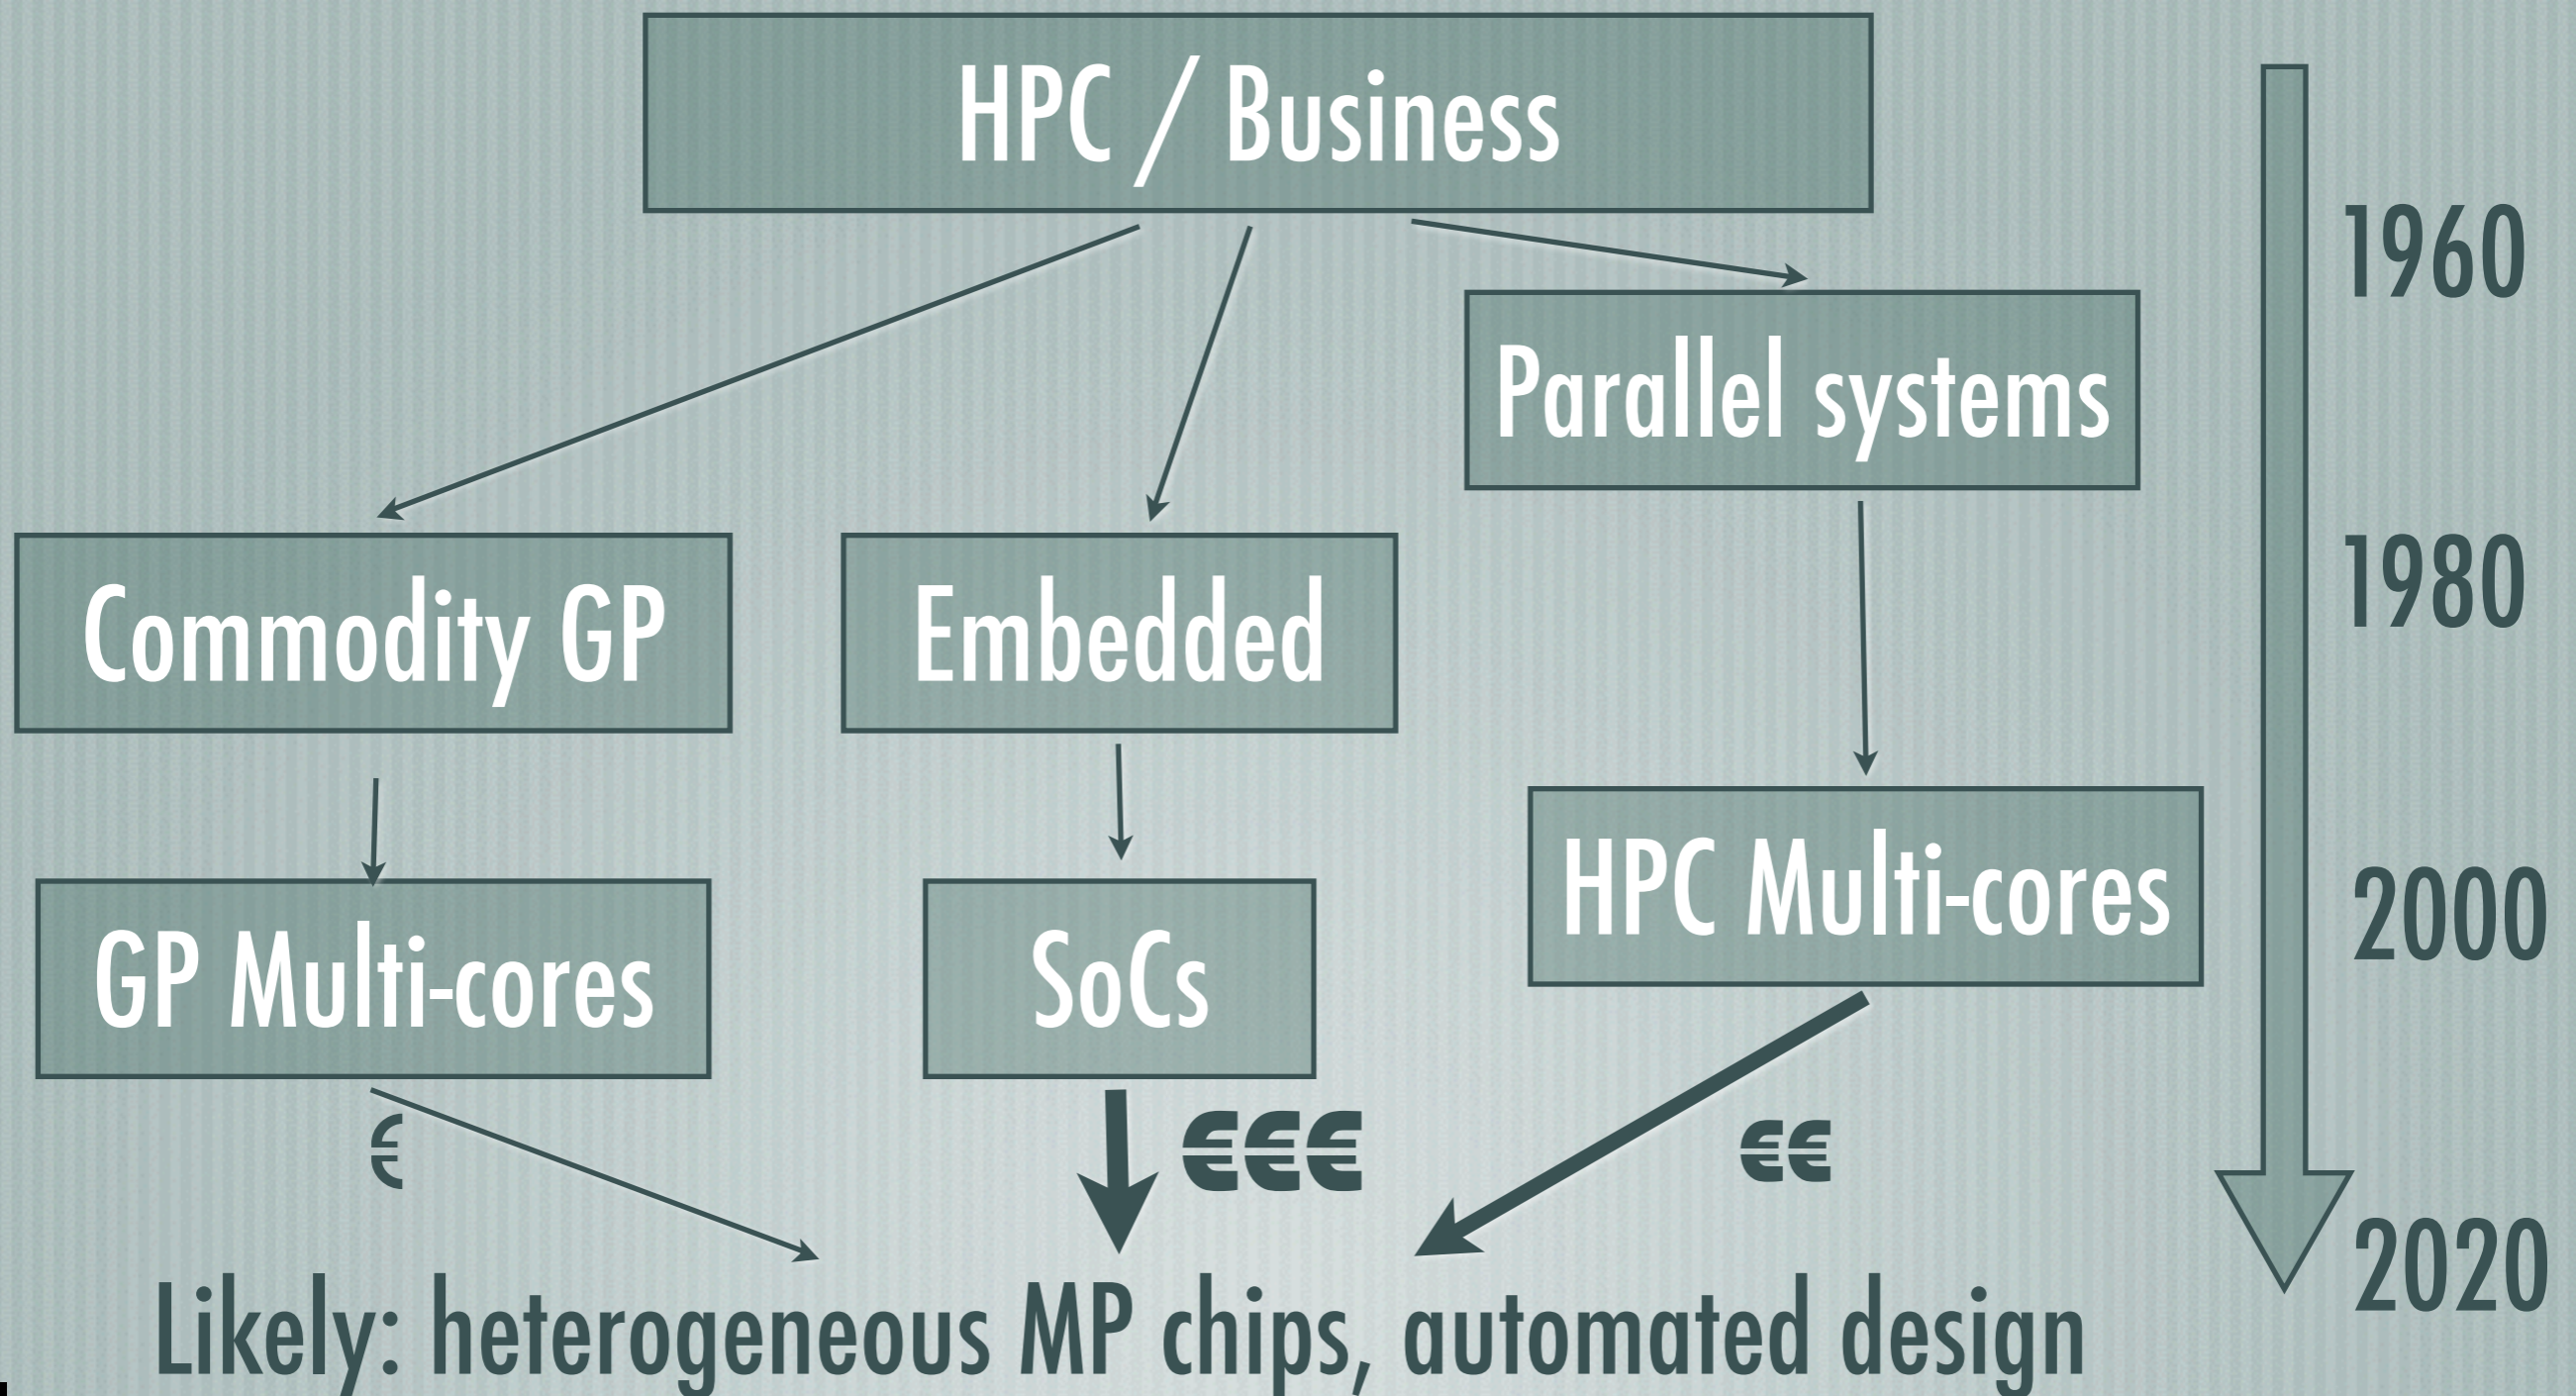 HPC / Business
1960
Parallel systems
1980
Commodity GP
Embedded
HPC Multi-cores
2000
GP Multi-cores
SoCs
€
€€€
€€
2020
Likely: heterogeneous MP chips, automated design